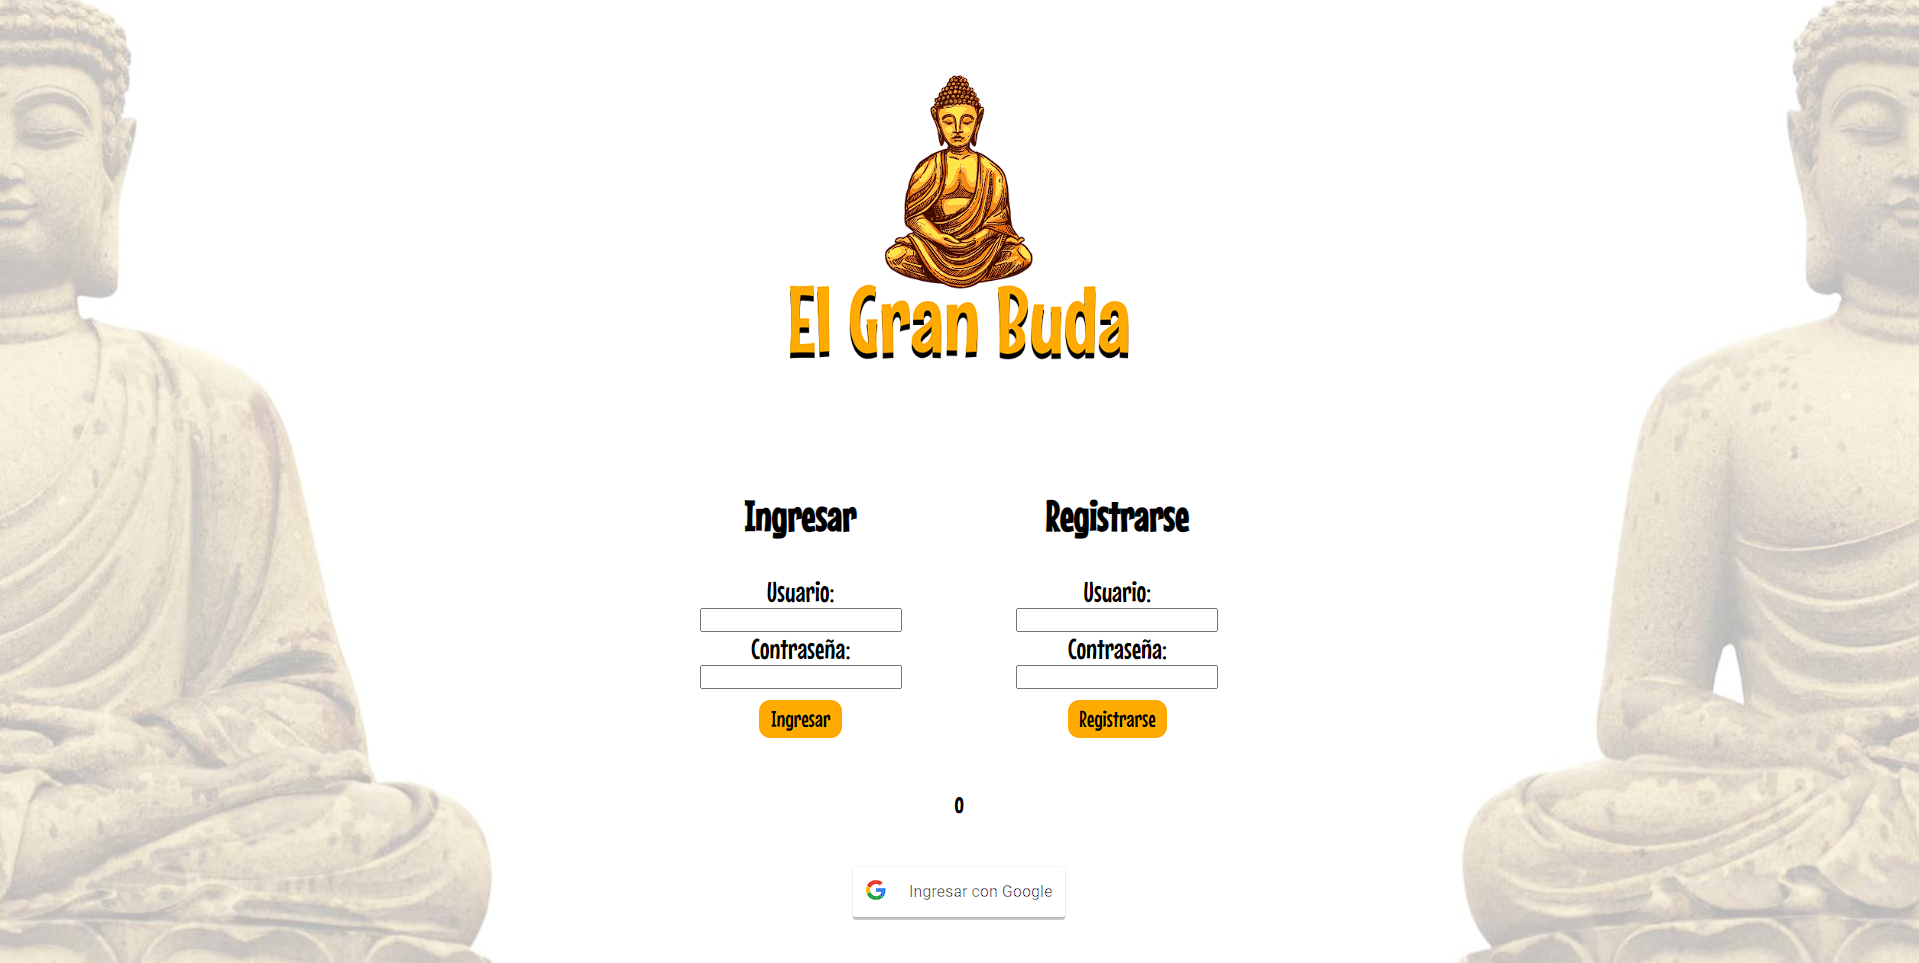 El Gran Buda
Ingresar
Registrarse
Usuario:
Usuario:
Contraseña:
Contraseña:
Ingresar
Registrarse
O
Ingresar con Google